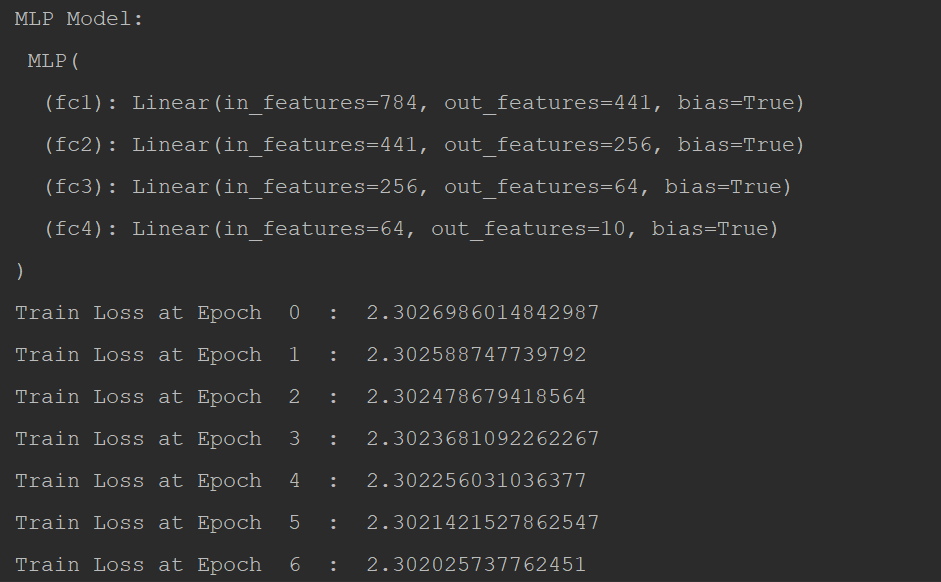 MLP Model:
MLP(
(fc1): Linear(in_features=784, out_features=441, bias=True)
(fc2): Linear(in_features=441, out_features=256, bias=True)
(fc3): Linear(in_features=256, out_features=64, bias=True)
(fc4): Linear(in_features=64, out_features=10, bias=True)
)
Train Loss at Epoch  0  :  2.3026986014842987
Train Loss at Epoch  1  :  2.302588747739792
Train Loss at Epoch  2  :  2.302478679418564
Train Loss at Epoch  3  :  2.3023681092262267
Train Loss at Epoch  4  :  2.302256031036377
Train Loss at Epoch  5  :  2.3021421527862547
Train Loss at Epoch  6  :  2.302025737762451